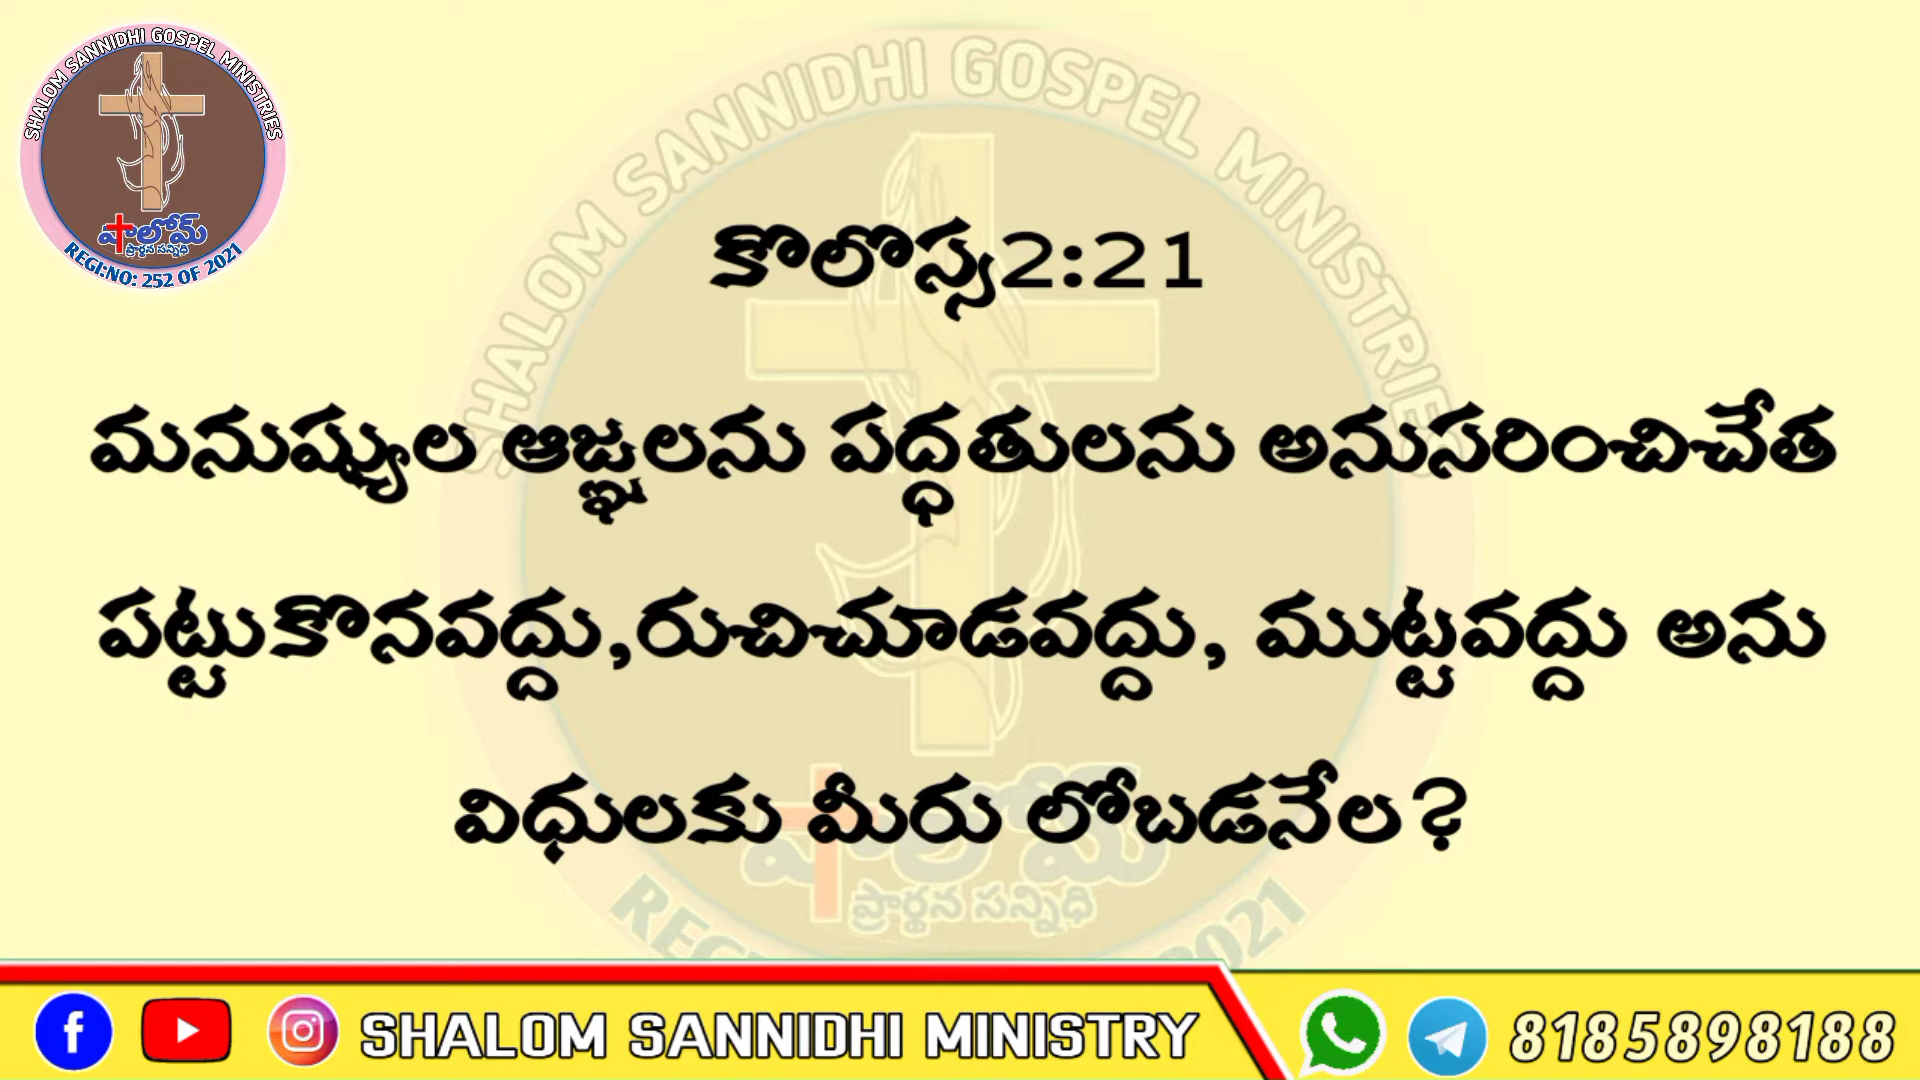 SHALOM SANNIDHI GOSPEL MINISTRIES
షాలోమ్
ప్రార్థన సన్నిధి
REGI:NO: 252 OF 2021
కొలొస్స2:21
మనుష్యుల ఆజ్ఞలను పద్ధతులను అనుసరించిచేత
పట్టుకొనవద్దు,రుచిచూడవద్దు, ముట్టవద్దు అను
విధులకు మీరు లోబడనేల?
SHALOM SANNIDHI MINISTRY
8185898188